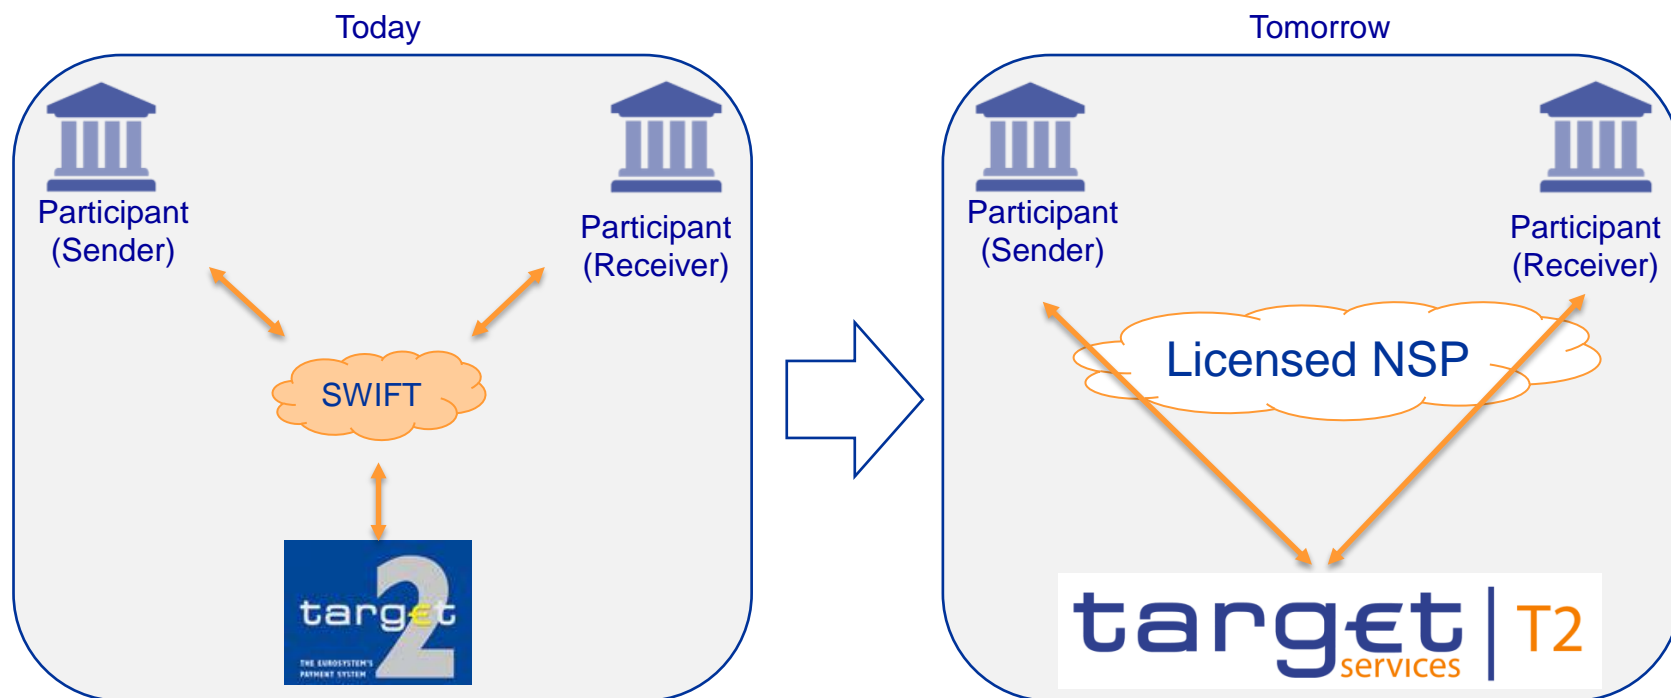 Today
Participant
(Sender)
Participant
(Receiver)
SWIFT
target
2
THE EUROSYSTEM'S
PAYMENT SYSTEM
Tomorrow
Participant
(Sender)
Participant
(Receiver)
Licensed NSP
target
services
T2